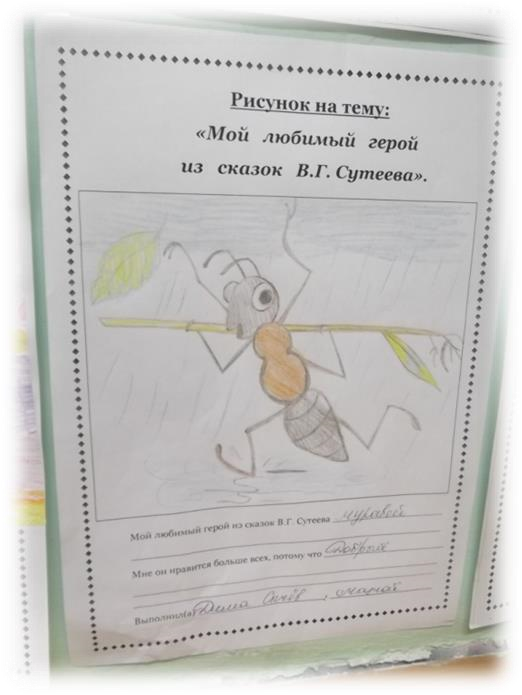 Рисунок на тему:
«Мой любимый герой
из сказок В.Г. Сутеева».
Мой любимый герой из сказок В.Г. Сутеева муравей
Мне он нравится больше всех, потому что добрый
Выполнил(а) Дима